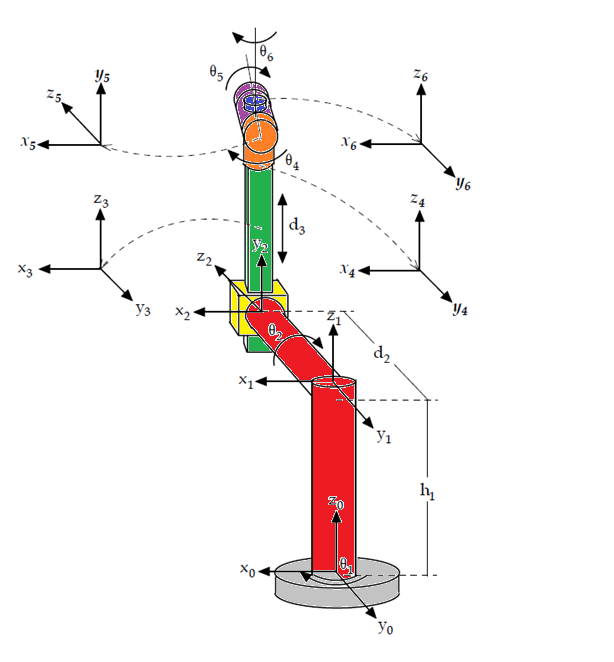 θ₆
y₅
θ₅
z₆
z₅
x₅
x₆
θ₄
y₆
z₃
z₄
d₃
y₂
z₂
x₃
x₄
y₃
y₄
x₂
z₁
θ₂
d₂
x₁
y₁
h₁
z₀
x₀
θ₁
y₀